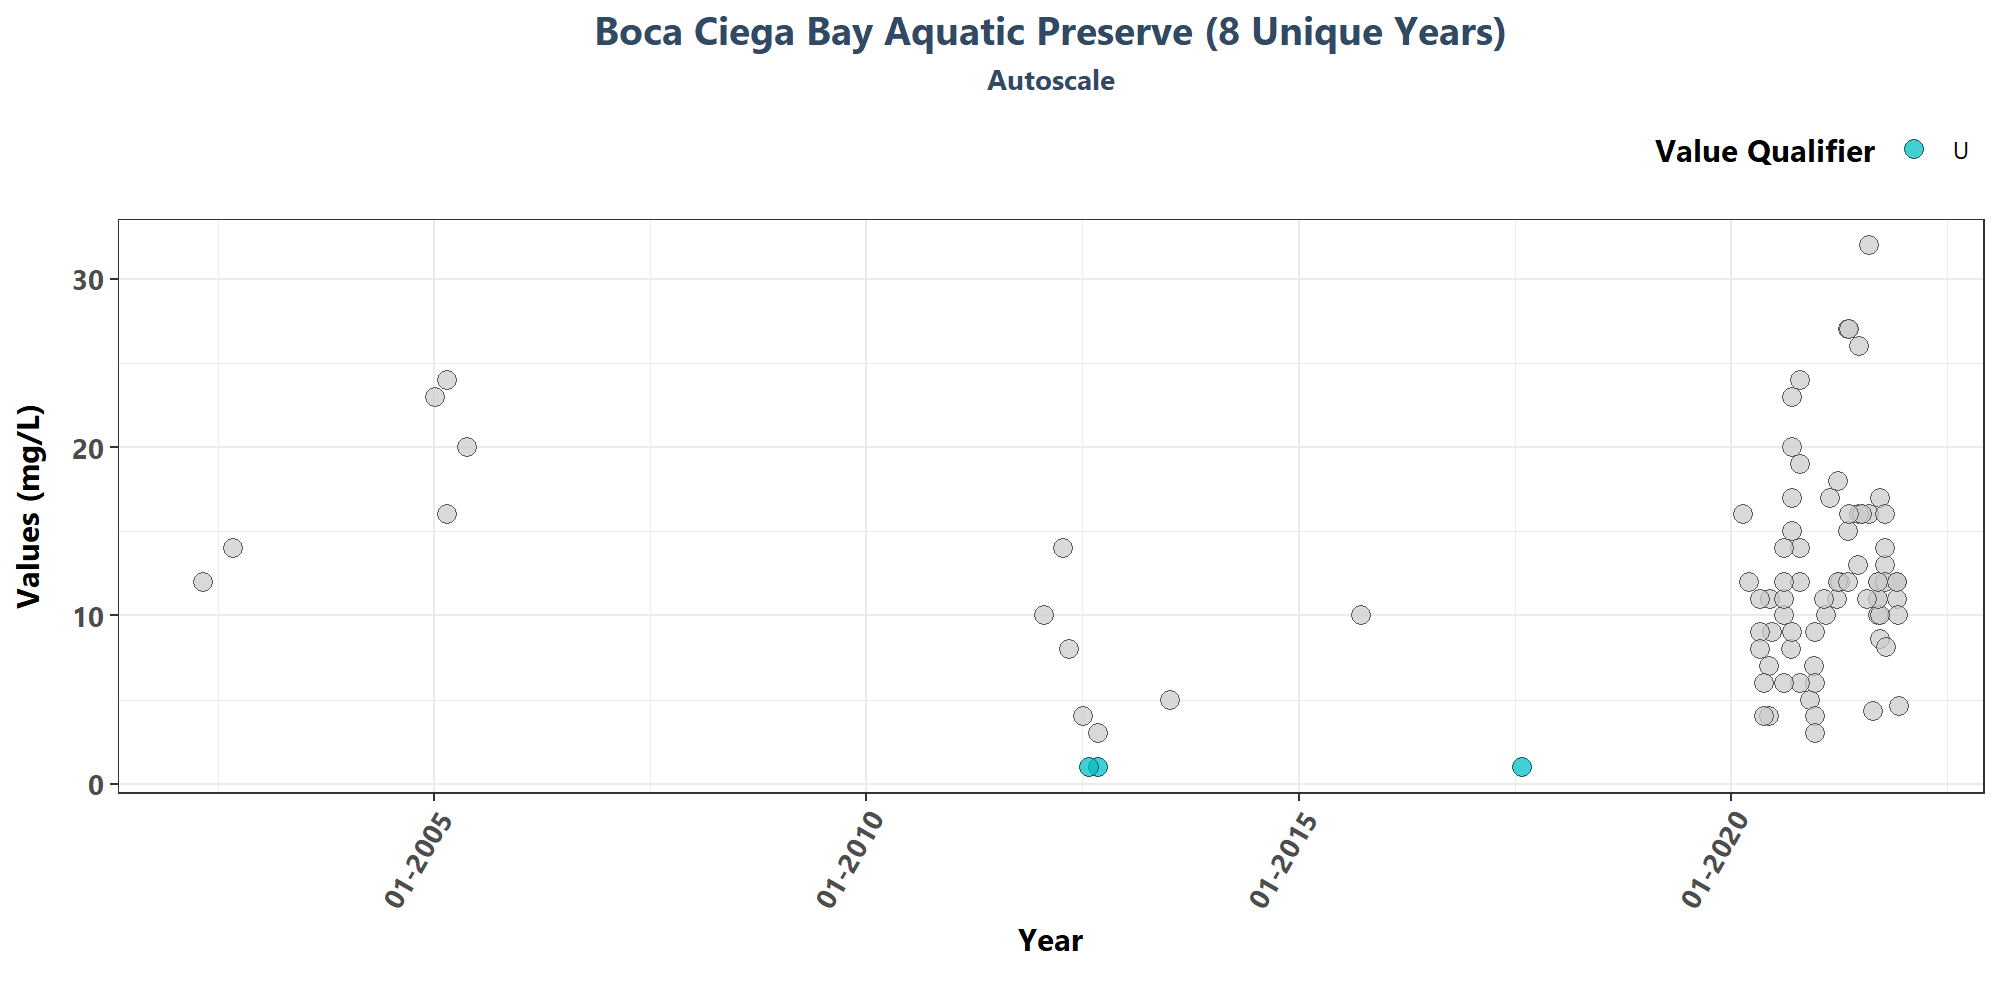 Boca Ciega Bay Aquatic Preserve (8 Unique Years)
Autoscale
Value Qualifier U
Values (mg/L)
30
20
10
0
01-2005 01-2010 01-2015 01-2020
Year